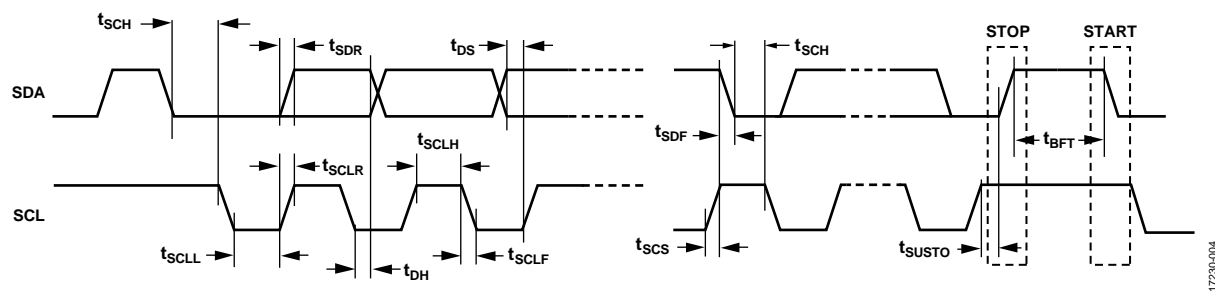 tSCH
tSDR
tDS
tSCH
STOP
START
SDA
tSCLH
tSDF
tBFT
tSCLR
SCL
tSCLL
tDH
tSCLF
tSCS
tSUSTO
17230-004